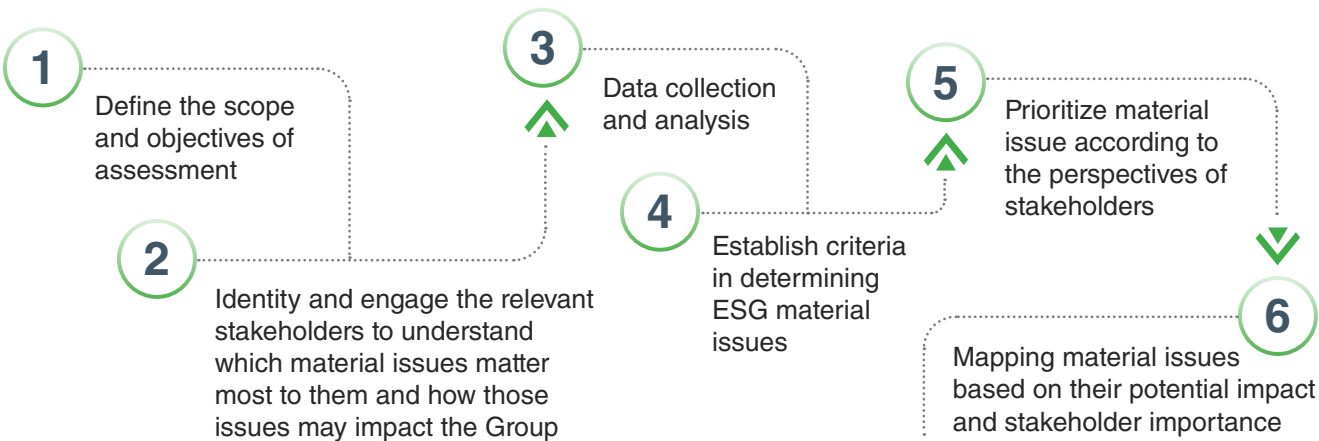 1
Define the scope
and objectives of
assessment
2
Identity and engage the relevant
stakeholders to understand
which material issues matter
most to them and how those
issues may impact the Group
3
Data collection
and analysis
4
Establish criteria
in determining
ESG material
issues
5
Prioritize material
issue according to
the perspectives of
stakeholders
6
Mapping material issues
based on their potential impact
and stakeholder importance